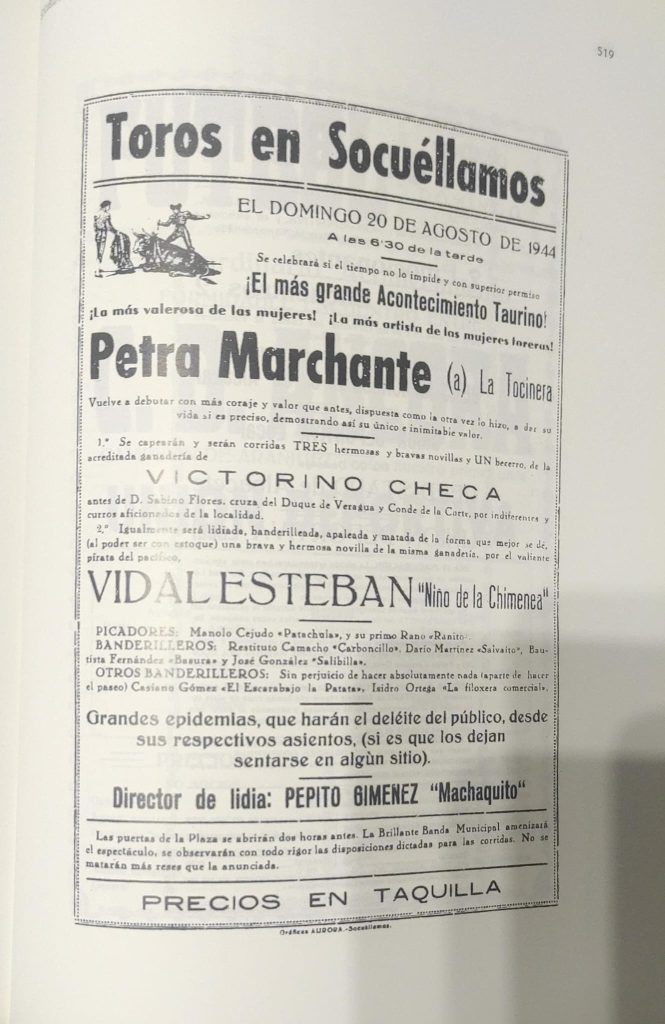 519
Toros en Socuéllamos
EL DOMINGO 20 DE AGOSTO DE 1944
A las 6'30 de la tarde
Se celebrará si el tiempo no lo impide y con superior permiso
¡El más grande Acontecimiento Taurino!
¡La más valerosa de las mujeres! ¡La más artista de las mujeres toreras!
Petra Marchante (a) La Tocinera
Vuelve a debutar con más coraje y valor que antes, dispuesta como la otra vez lo hizo, a dar su
vida si es preciso, demostrando así su único e inimitable valor.
1.º Se capearán y serán corridas TRES hermosas y bravas novillas y UN becerro, de la
acreditada ganadería de
VICTORINO CHECA
antes de D. Sabino Flores, cruza del Duque de Veragua y Conde de la Corte, por indiferentes y
curros aficionados de la localidad.
2.º Igualmente será lidiada, banderilleada, apaleada y matada de la forma que mejor se dé,
(al poder ser con estoque) una brava y hermosa novilla de la misma ganadería, por el valiente
pirata del pacífico,
VIDAL ESTEBAN "Niño de la Chimenea"
PICADORES: Manolo Cejudo «Patachula», y su primo Rano «Ranito».
BANDERILLEROS: Restituto Camacho «Carboncillo», Darío Martínez «Salvaito», Bau-
tista Fernández «Basura» y José González «Salibilla».
OTROS BANDERILLEROS: Sin perjuicio de hacer absolutamente nada (aparte de hacer
el paseo) Casiano Gómez «El Escarabajo la Patata», Isidro Ortega «La filoxera comercial»,
Grandes epidemias, que harán el deléite del público, desde
sus respectivos asientos, (si es que los dejan
sentarse en algùn sitio).
Director de lidia: PEPITO GIMENEZ "Machaquito"
Las puertas de la Plaza se abrirán dos horas antes. La Brillante Banda Municipal amenizará
el espectáculo, se observarán con todo rigor las disposiciones dictadas para las corridas. No se
matarán más reses que la anunciada.
PRECIOS EN TAQUILLA
Gráficas AURORA.-Socuéllamos.